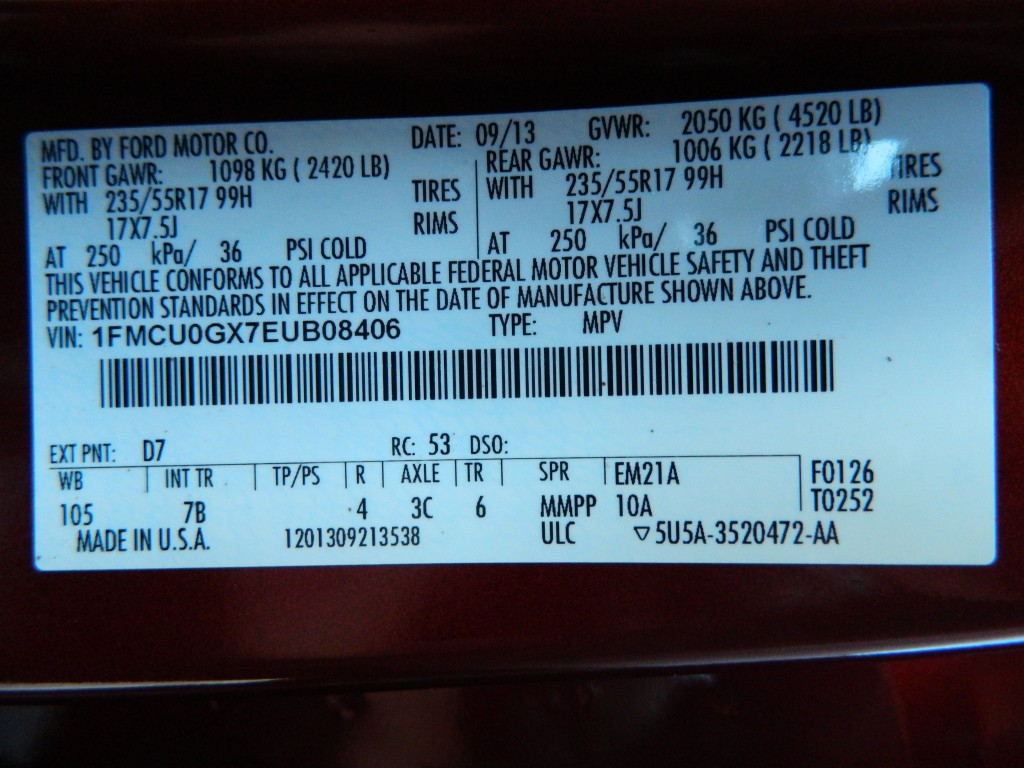 MFD. BY FORD MOTOR CO. DATE: 09/13 GVWR: 2050 KG ( 4520 LB)
FRONT GAWR: 1098 KG ( 2420 LB) REAR GAWR: 1006 KG ( 2218 LB)
WITH 235/55R17 99H TIRES WITH 235/55R17 99H TIRES
17X7.5J RIMS 17X7.5J RIMS
AT 250 kPa/ 36 PSI COLD AT 250 kPa/ 36 PSI COLD
THIS VEHICLE CONFORMS TO ALL APPLICABLE FEDERAL MOTOR VEHICLE SAFETY AND THEFT
PREVENTION STANDARDS IN EFFECT ON THE DATE OF MANUFACTURE SHOWN ABOVE.
VIN: 1FMCU0GX7EUB08406 TYPE: MPV
EXT PNT: D7 RC: 53 DSO:
WB INT TR TP/PS R AXLE TR SPR EM21A F0126
105 7B 4 3C 6 MMPP 10A T0252
MADE IN U.S.A. 1201309213538 ULC ▽5U5A-3520472-AA